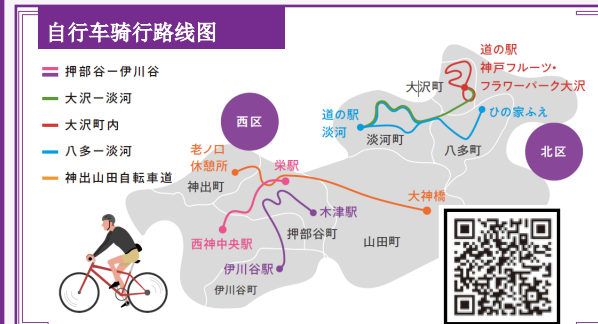 自行车骑行路线图
押部谷ー伊川谷
大沢ー淡河
大沢町内
八多ー淡河
神出山田自転車道
西区
北区
道の駅
神戸フルーツ・
フラワーパーク大沢
大沢町
道の駅
淡河
ひの家ふえ
淡河町
八多町
老ノ口
休憩所
栄駅
神出町
大神橋
木津駅
西神中央駅
押部谷町
山田町
伊川谷駅
伊川谷町